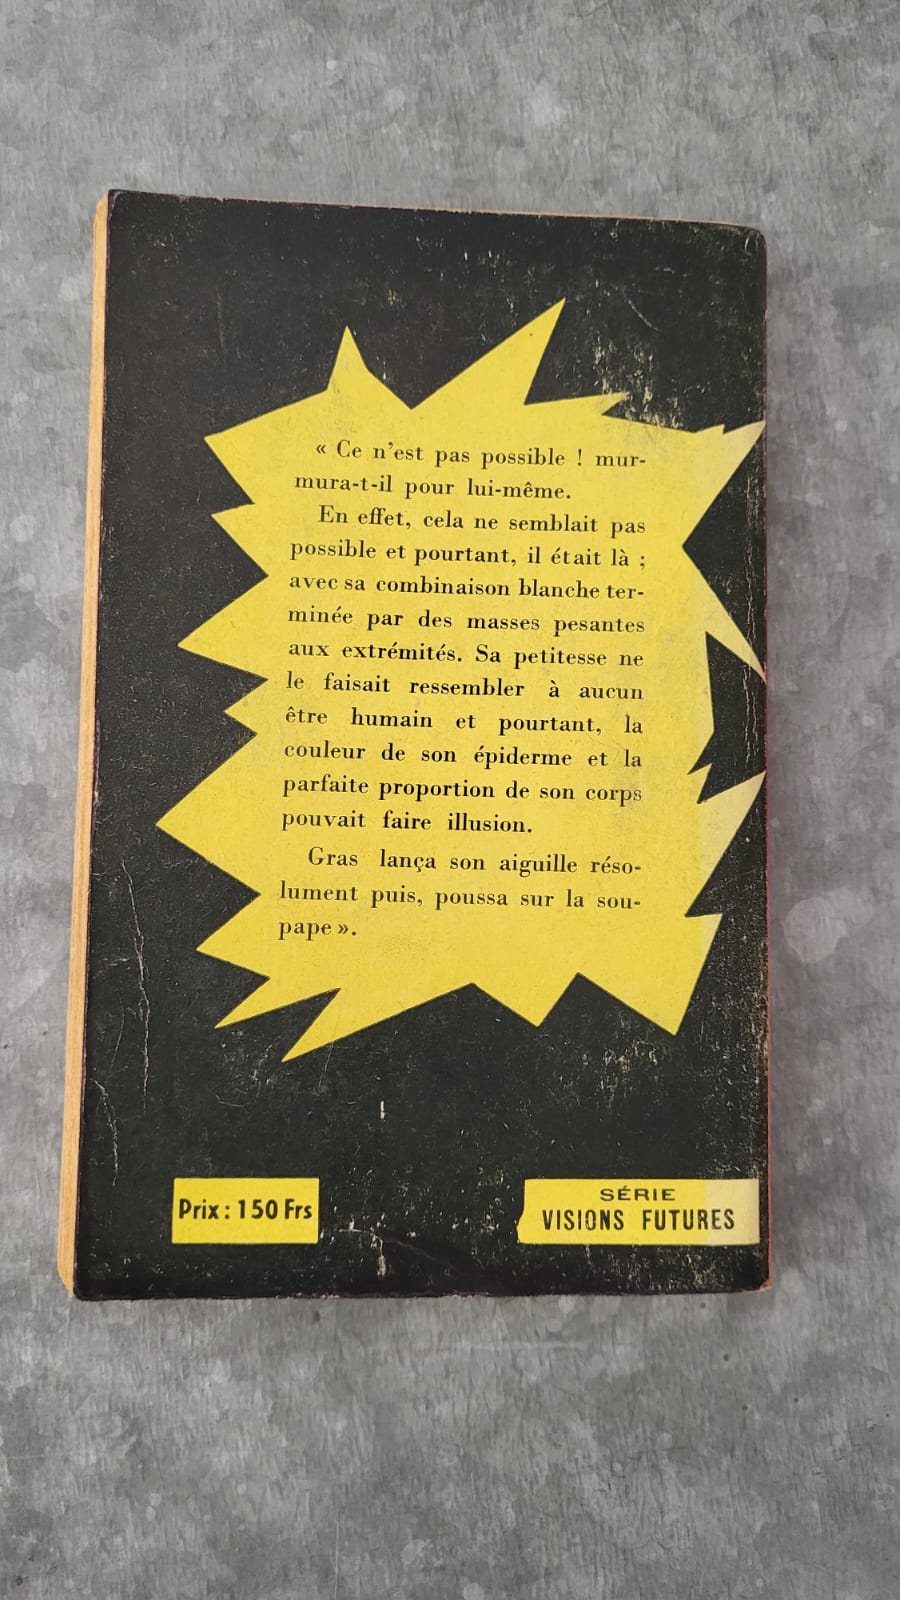 « Ce n'est pas possible ! mur-
mura-t-il pour lui-même.
En effet, cela ne semblait pas
possible et pourtant, il était là ;
avec sa combinaison blanche ter-
minée par des masses pesantes
aux extrémités. Sa petitesse ne
le faisait ressembler à aucun
être humain et pourtant, la
couleur de son épiderme et la
parfaite proportion de son corps
pouvait faire illusion.
Gras lança son aiguille réso-
lument puis, poussa sur la sou-
pape ».
Prix : 150 Frs
SÉRIE
VISIONS FUTURES